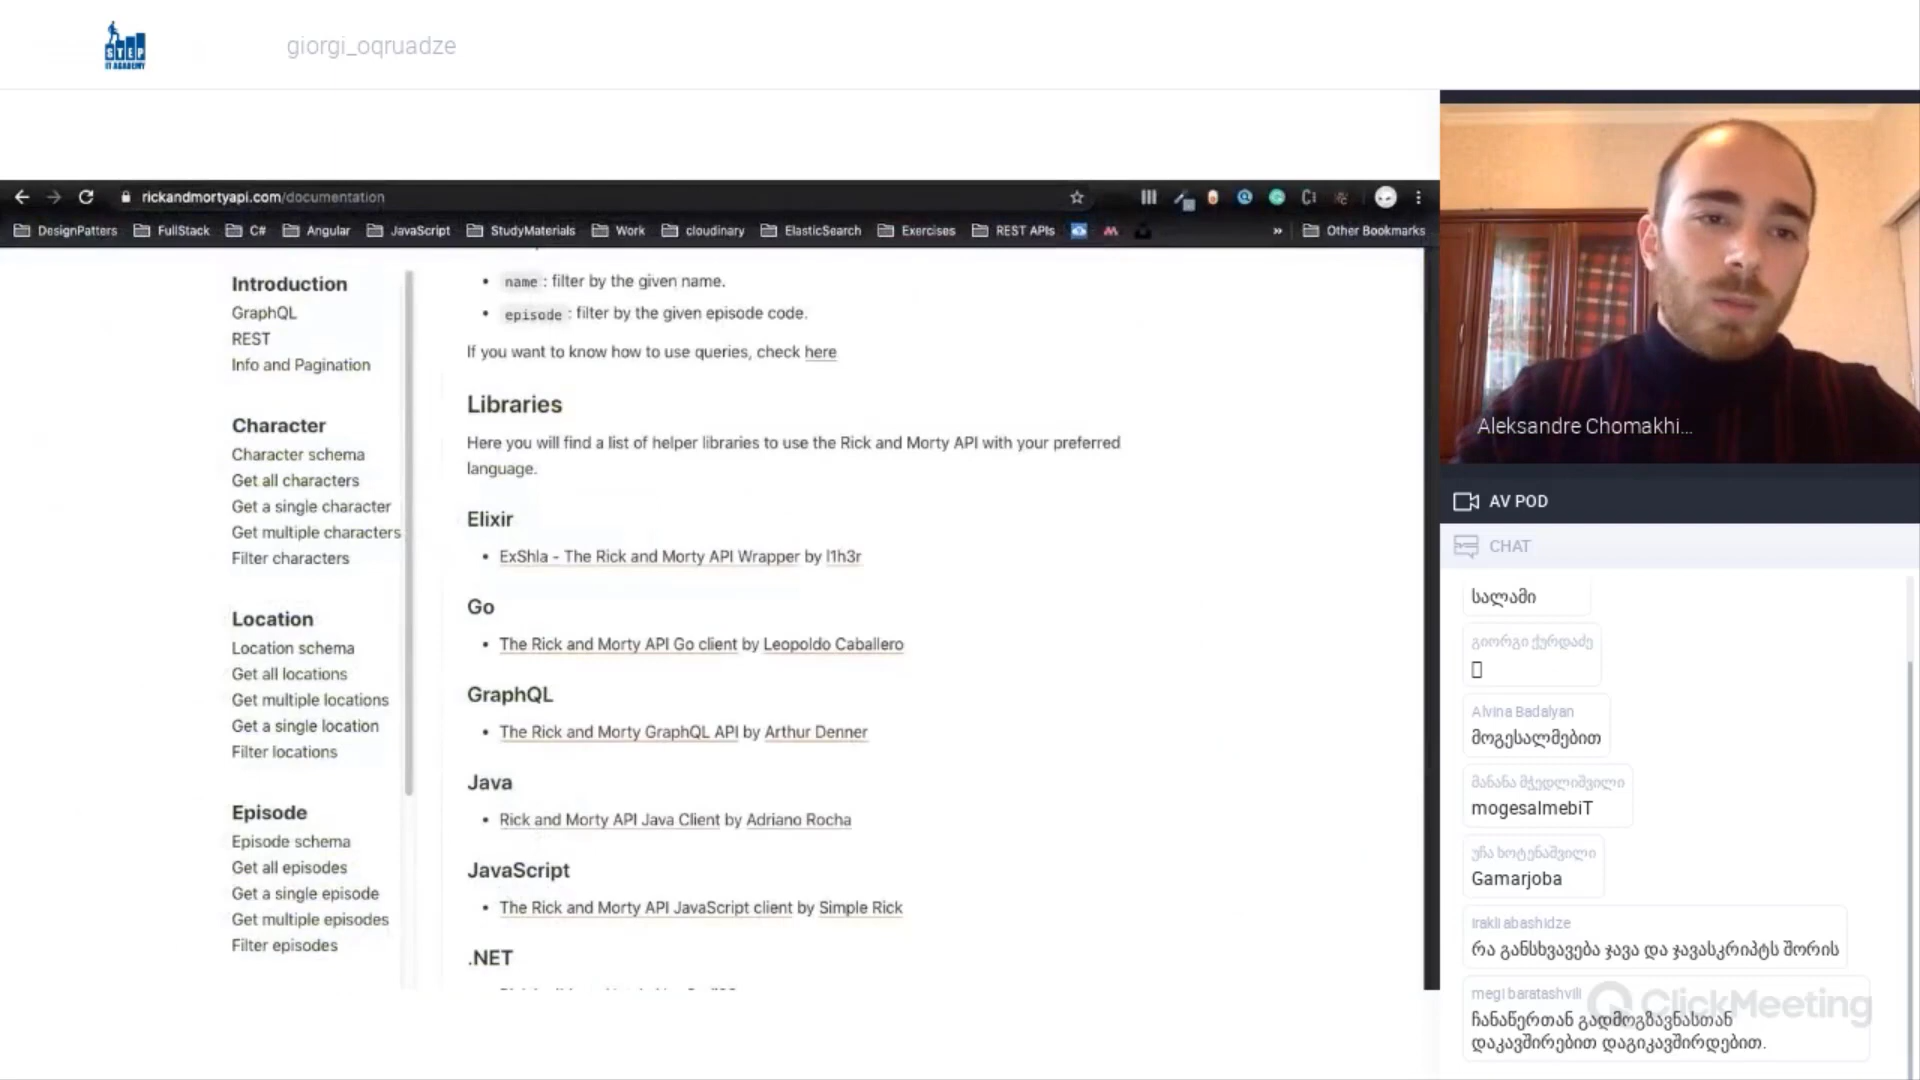 STEP
IT ACADEMY
giorgi_oqruadze
rickandmortyapi.com/documentation
DesignPatters
FullStack
C#
Angular
JavaScript
StudyMaterials
Work
cloudinary
ElasticSearch
Exercises
REST APIs
»
Other Bookmarks
Introduction
GraphQL
REST
Info and Pagination
Character
Character schema
Get all characters
Get a single character
Get multiple characters
Filter characters
Location
Location schema
Get all locations
Get multiple locations
Get a single location
Filter locations
Episode
Episode schema
Get all episodes
Get a single episode
Get multiple episodes
Filter episodes
• name : filter by the given name.
• episode : filter by the given episode code.
If you want to know how to use queries, check here
Libraries
Here you will find a list of helper libraries to use the Rick and Morty API with your preferred
language.
Elixir
• ExShla - The Rick and Morty API Wrapper by l1h3r
Go
• The Rick and Morty API Go client by Leopoldo Caballero
GraphQL
• The Rick and Morty GraphQL API by Arthur Denner
Java
• Rick and Morty API Java Client by Adriano Rocha
JavaScript
• The Rick and Morty API JavaScript client by Simple Rick
.NET
Aleksandre Chomakhi...
AV POD
CHAT
სალამი
გიორგი ქურდაძე
Alvina Badalyan
მოგესალმებით
მანანა მჭედლიშვილი
mogesalmebiT
უჩა ხოტენაშვილი
Gamarjoba
irakli abashidze
რა განსხვავება ჯავა და ჯავასკრიპტს შორის
megi baratashvili
ჩანაწერთან გადმოგზავნასთან
დაკავშირებით დაგიკავშირდებით.
ClickMeeting